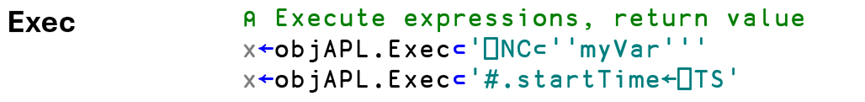 Exec
⍝ Execute expressions, return value
x←objAPL.Exec⊂'⎕NC⊂''myVar'''
x←objAPL.Exec⊂'#.startTime←⎕TS'